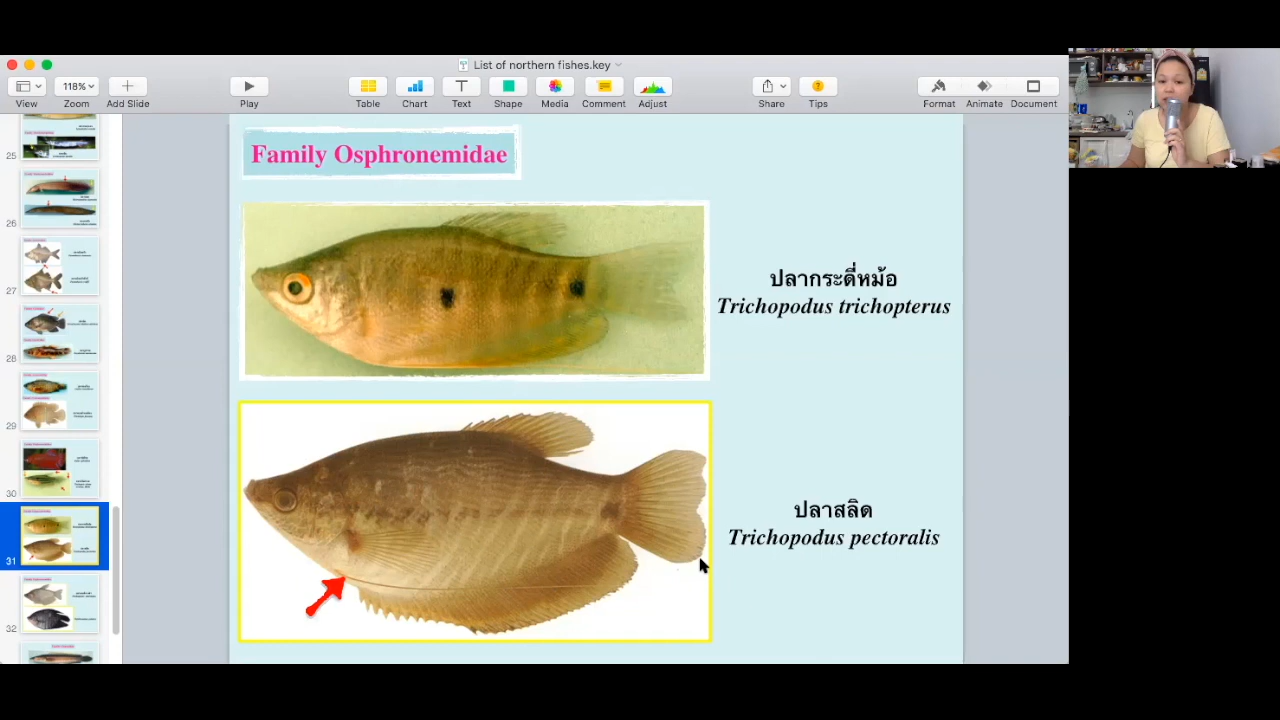 List of northern fishes.key
118%
View
Zoom
Add Slide
Play
Table
Chart
Text
Shape
Media
Comment
Adjust
Share
Tips
Format
Animate
Document
25
26
27
28
29
30
31
32
Family Osphronemidae
ปลากระดี่หม้อ
Trichopodus trichopterus
ปลาสลิด
Trichopodus pectoralis